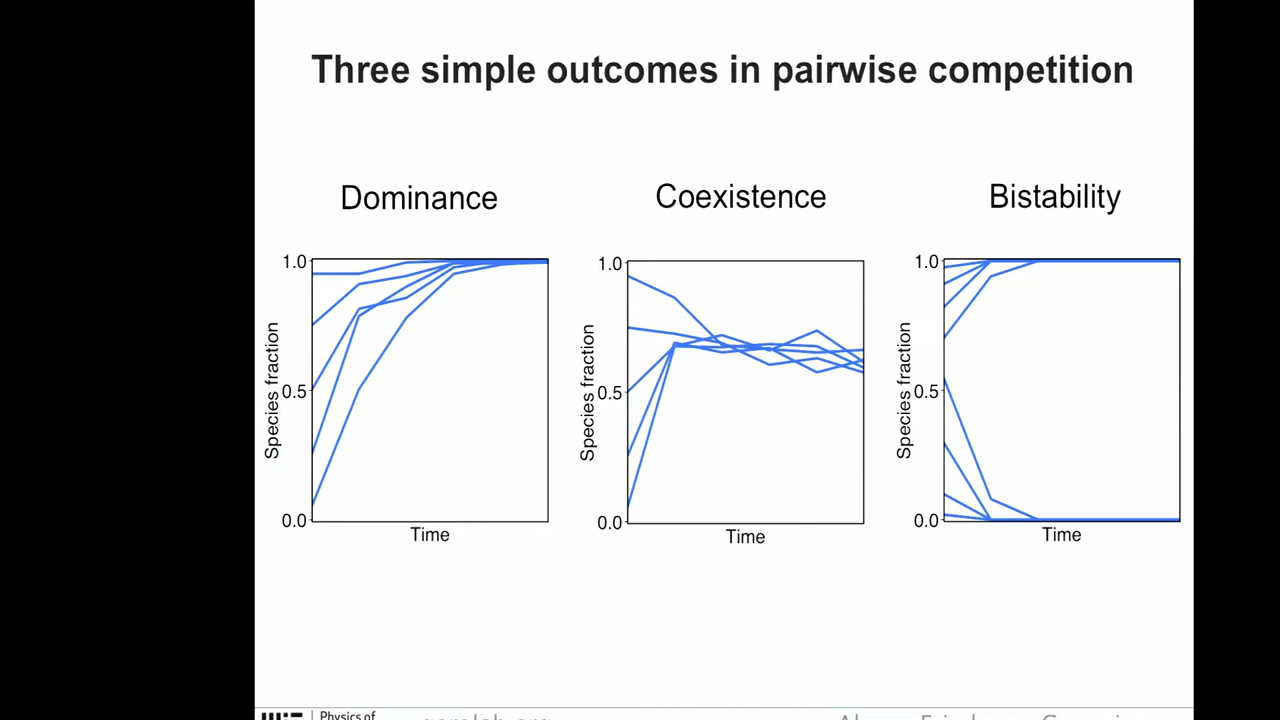 Three simple outcomes in pairwise competition
Dominance
Coexistence
Bistability
1.0
0.5
0.0
Species fraction
Time
1.0
0.5
0.0
Species fraction
Time
1.0
0.5
0.0
Species fraction
Time
Physics of